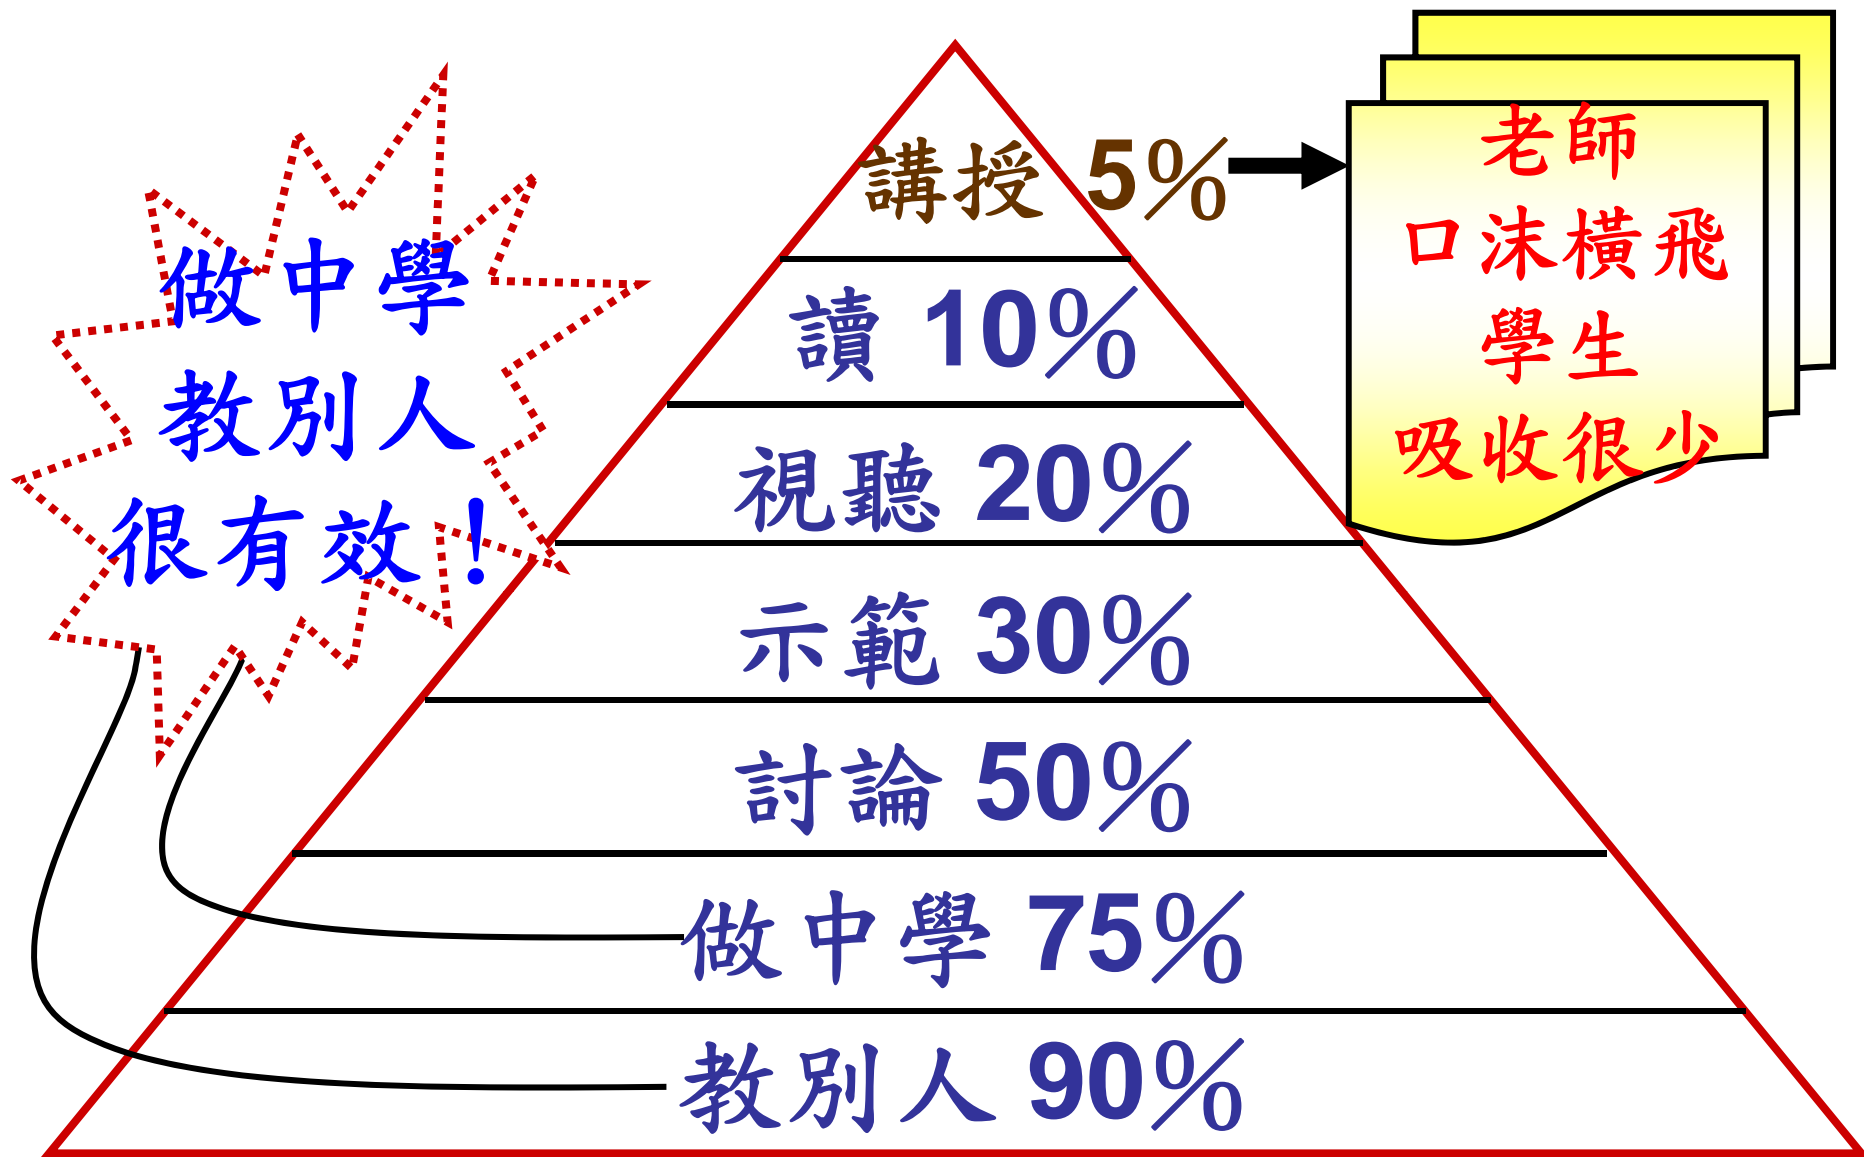 做中學
教別人
很有效！
講授 5%
讀 10%
視聽 20%
示範 30%
討論 50%
做中學 75%
教別人 90%
老師
口沫橫飛
學生
吸收很少